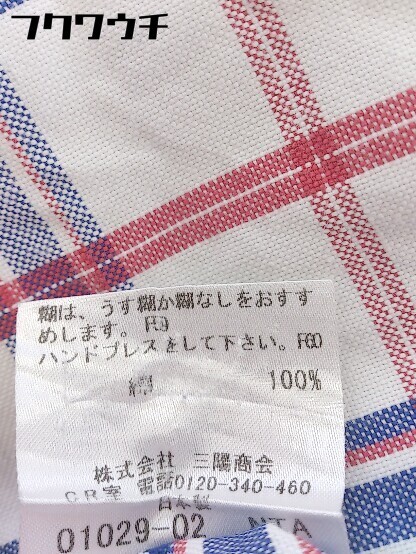 フクワウチ
糊は、うす糊か糊なしをおすす
めします。 F09
ハンドプレスをして下さい。F60
綿 100%
株式会社 三陽商会
CR室 電話0120-340-460
日本製
01029-02 NTA